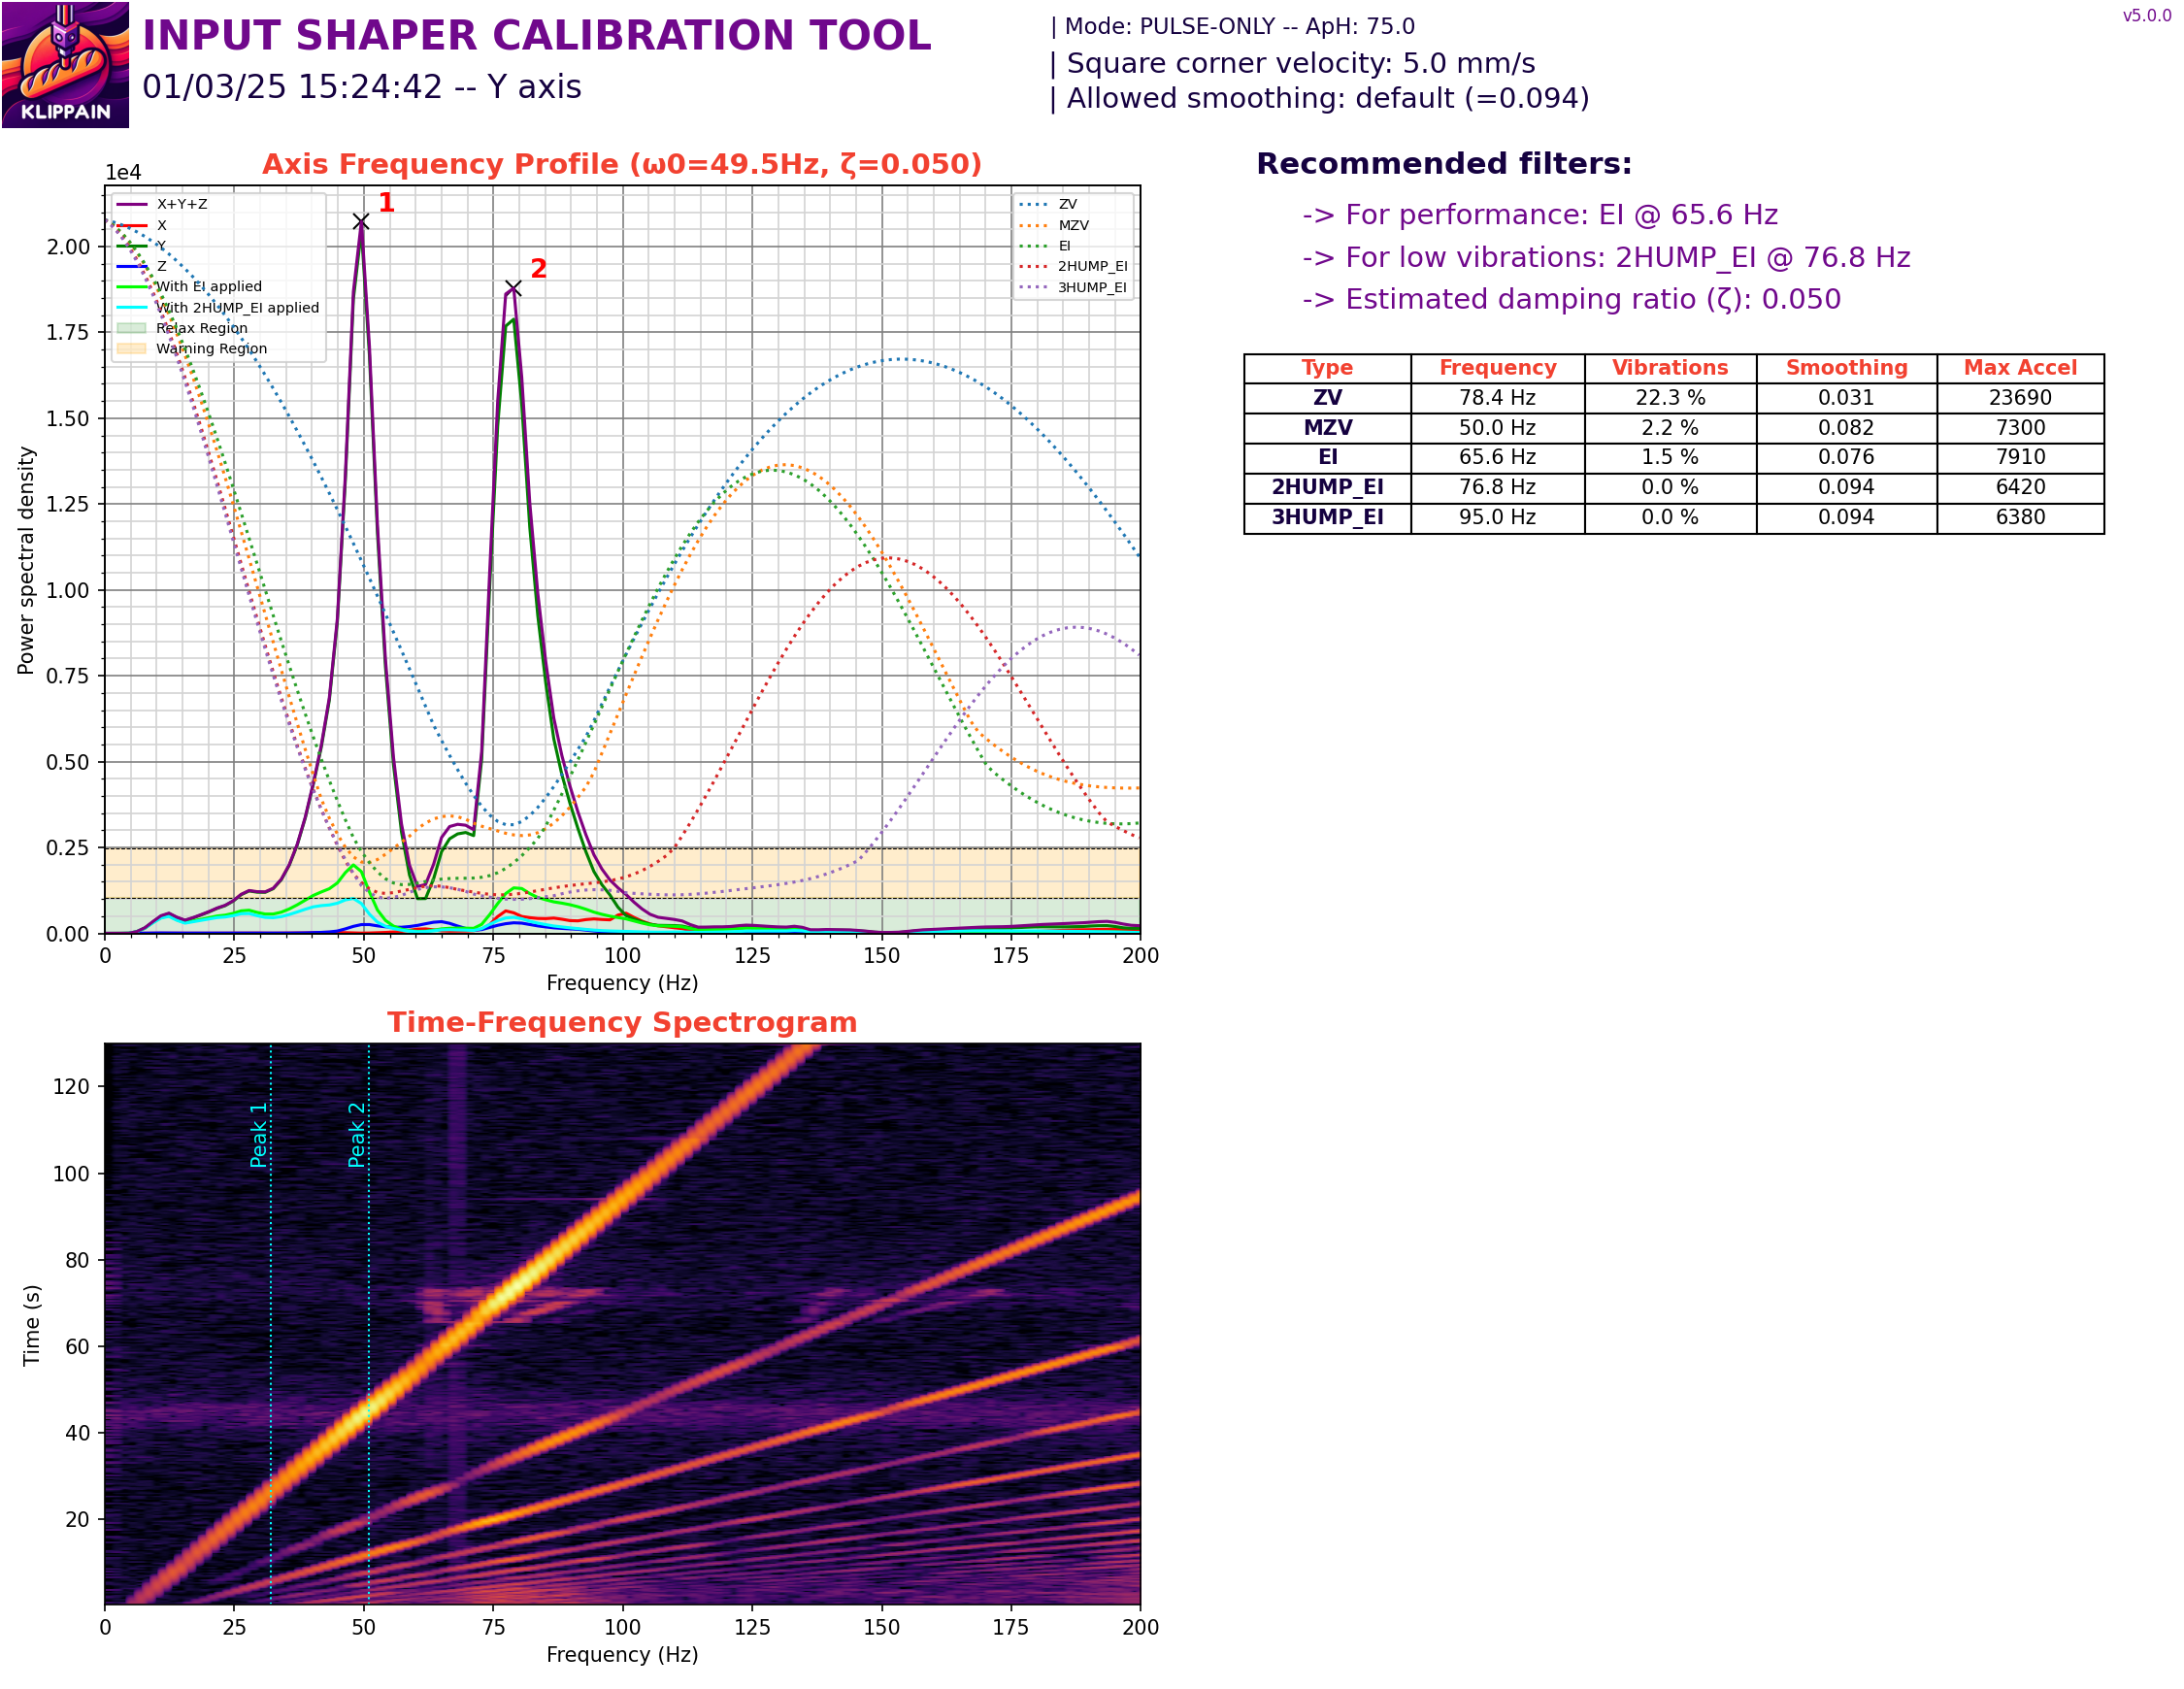 KLIPPAIN
INPUT SHAPER CALIBRATION TOOL
01/03/25 15:24:42 -- Y axis
| Mode: PULSE-ONLY -- ApH: 75.0
| Square corner velocity: 5.0 mm/s
| Allowed smoothing: default (=0.094)
v5.0.0
Axis Frequency Profile (ω0=49.5Hz, ζ=0.050)
1e4
X+Y+Z
X
Y
Z
With EI applied
With 2HUMP_EI applied
Relax Region
Warning Region
1
2
ZV
MZV
EI
2HUMP_EI
3HUMP_EI
Power spectral density
2.00
1.75
1.50
1.25
1.00
0.75
0.50
0.25
0.00
0 25 50 75 100 125 150 175 200
Frequency (Hz)
Recommended filters:
-> For performance: EI @ 65.6 Hz
-> For low vibrations: 2HUMP_EI @ 76.8 Hz
-> Estimated damping ratio (ζ): 0.050
Type Frequency Vibrations Smoothing Max Accel
ZV 78.4 Hz 22.3 % 0.031 23690
MZV 50.0 Hz 2.2 % 0.082 7300
EI 65.6 Hz 1.5 % 0.076 7910
2HUMP_EI 76.8 Hz 0.0 % 0.094 6420
3HUMP_EI 95.0 Hz 0.0 % 0.094 6380
Time-Frequency Spectrogram
Time (s)
120
100
80
60
40
20
Peak 1
Peak 2
0 25 50 75 100 125 150 175 200
Frequency (Hz)